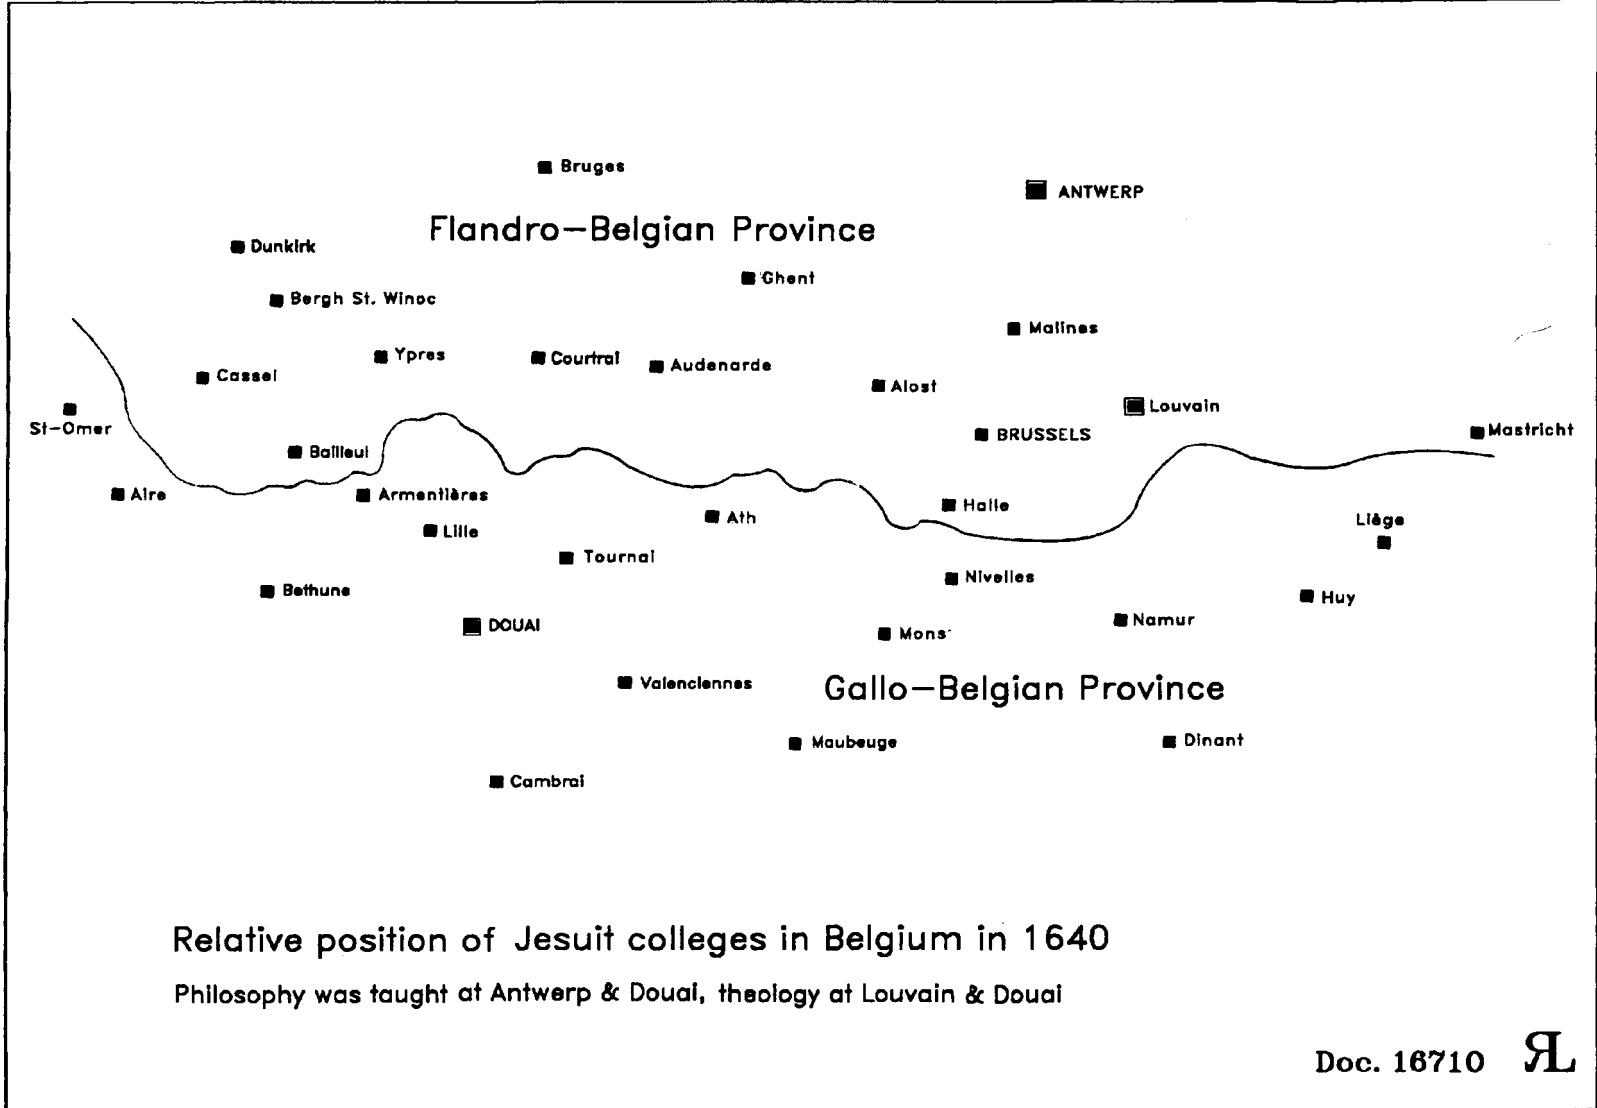 Bruges
ANTWERP
Flandro-Belgian Province
Dunkirk
Ghent
Bergh St. Winoc
Malines
Ypres
Courtrai
Audenarde
Cassel
Alost
Louvain
St-Omer
BRUSSELS
Mastricht
Bailleul
Aire
Armentières
Halle
Ath
Liège
Lille
Tournai
Nivelles
Bethune
Huy
DOUAI
Mons
Namur
Valenciennes
Gallo-Belgian Province
Maubeuge
Dinant
Cambrai
Relative position of Jesuit colleges in Belgium in 1640
Philosophy was taught at Antwerp & Douai, theology at Louvain & Douai
Doc. 16710